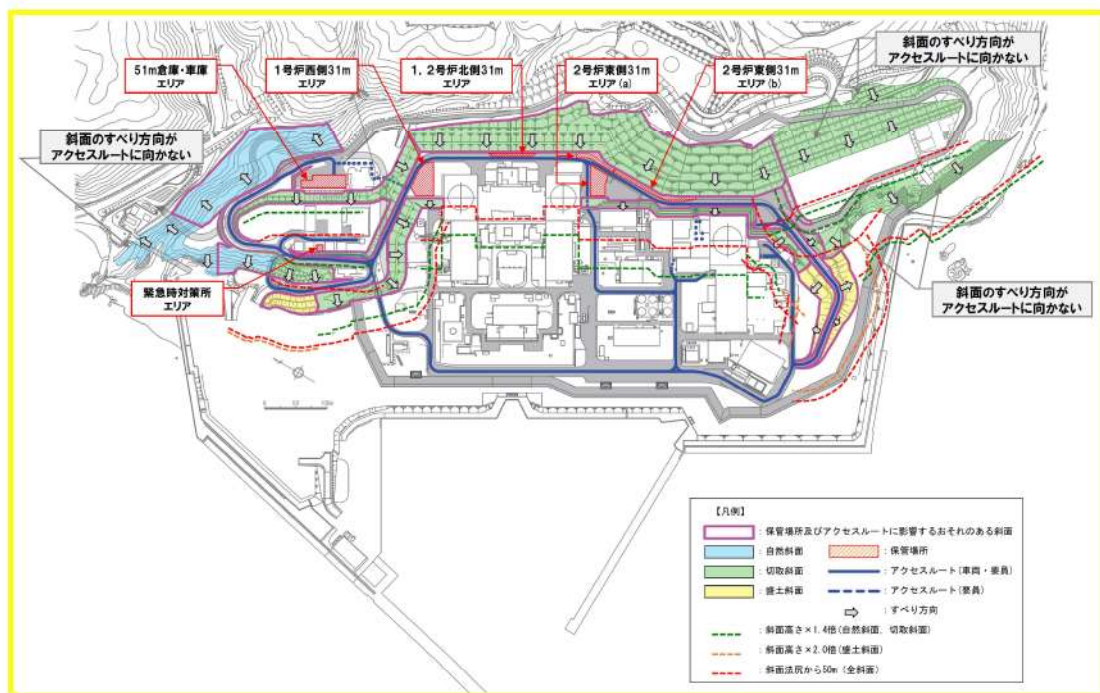 斜面のすべり方向が
アクセスルートに向かない
51m倉庫・車庫
エリア
1号炉西側31m
エリア
1，2号炉北側31m
エリア
2号炉東側31m
エリア(a)
2号炉東側31m
エリア(b)
斜面のすべり方向が
アクセスルートに向かない
緊急時対策所
エリア
斜面のすべり方向が
アクセスルートに向かない
【凡例】
：保管場所及びアクセスルートに影響するおそれのある斜面
：自然斜面
：保管場所
：切取斜面
：アクセスルート(車両・要員)
：盛土斜面
：アクセスルート(要員)
：すべり方向
：斜面高さ×1.4倍(自然斜面，切取斜面)
：斜面高さ×2.0倍(盛土斜面)
：斜面法尻から50m (全斜面)